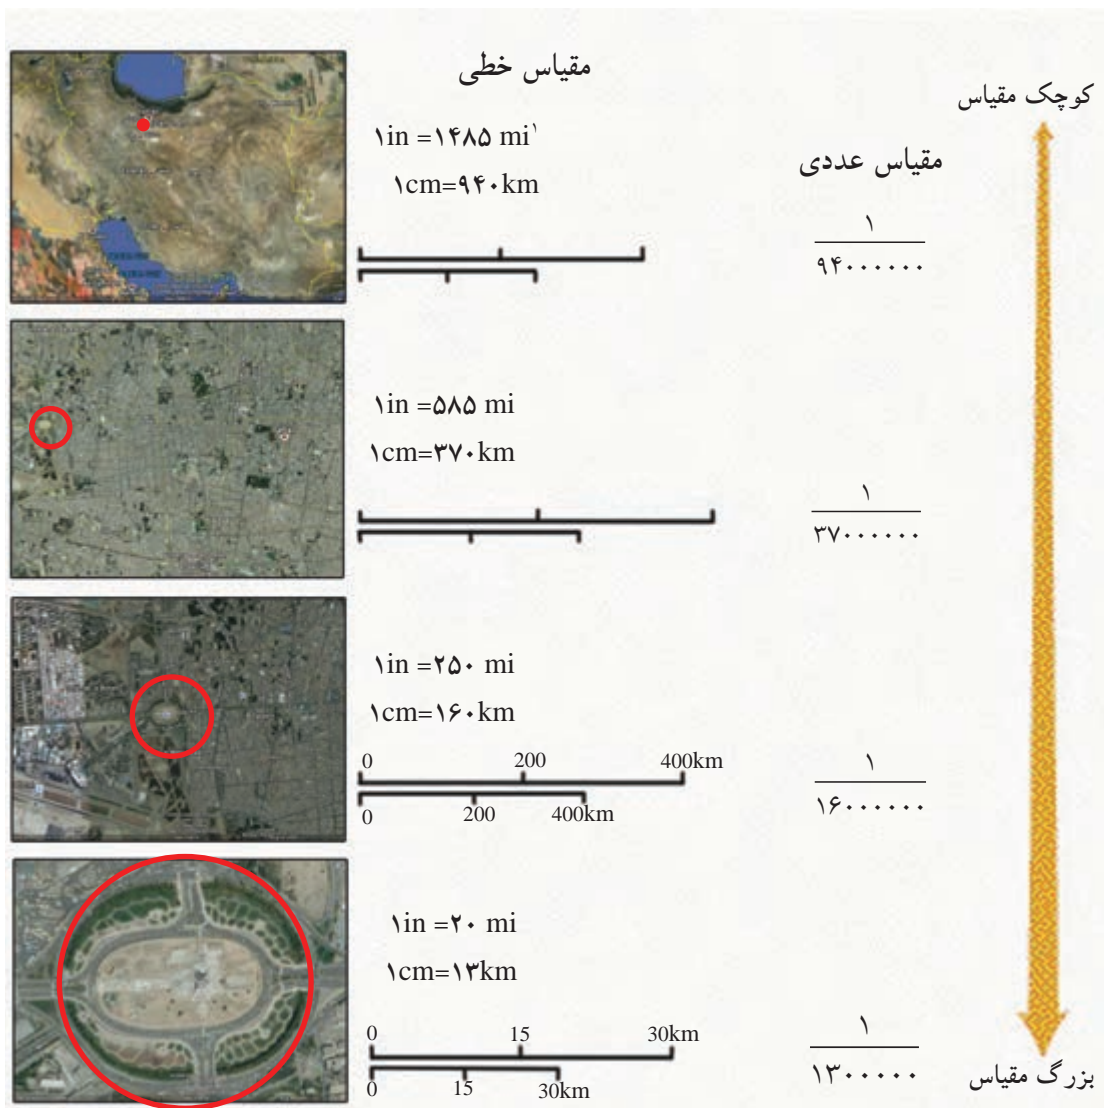 مقیاس خطی
کوچک مقیاس
مقیاس عددی
۱in =۱۴۸۵ mi۱
۱cm=۹۴۰km
۱
۹۴۰۰۰۰۰۰
۱in =۵۸۵ mi
۱cm=۳۷۰km
۱
۳۷۰۰۰۰۰۰
۱in =۲۵۰ mi
۱cm=۱۶۰km
0 200 400km
0 200 400km
۱
۱۶۰۰۰۰۰۰
۱in =۲۰ mi
۱cm=۱۳km
0 15 30km
0 15 30km
۱
۱۳۰۰۰۰۰
بزرگ مقیاس